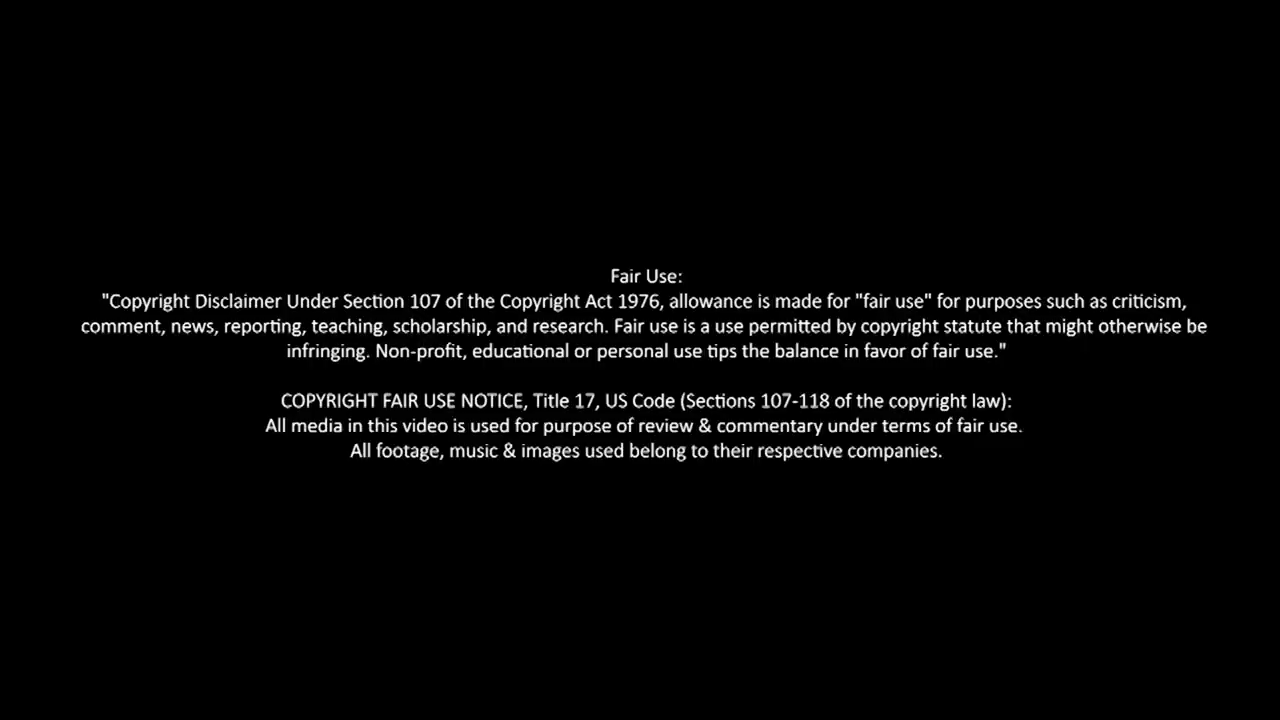 Fair Use:
"Copyright Disclaimer Under Section 107 of the Copyright Act 1976, allowance is made for "fair use" for purposes such as criticism,
comment, news, reporting, teaching, scholarship, and research. Fair use is a use permitted by copyright statute that might otherwise be
infringing. Non-profit, educational or personal use tips the balance in favor of fair use."
COPYRIGHT FAIR USE NOTICE, Title 17, US Code (Sections 107-118 of the copyright law):
All media in this video is used for purpose of review & commentary under terms of fair use.
All footage, music & images used belong to their respective companies.